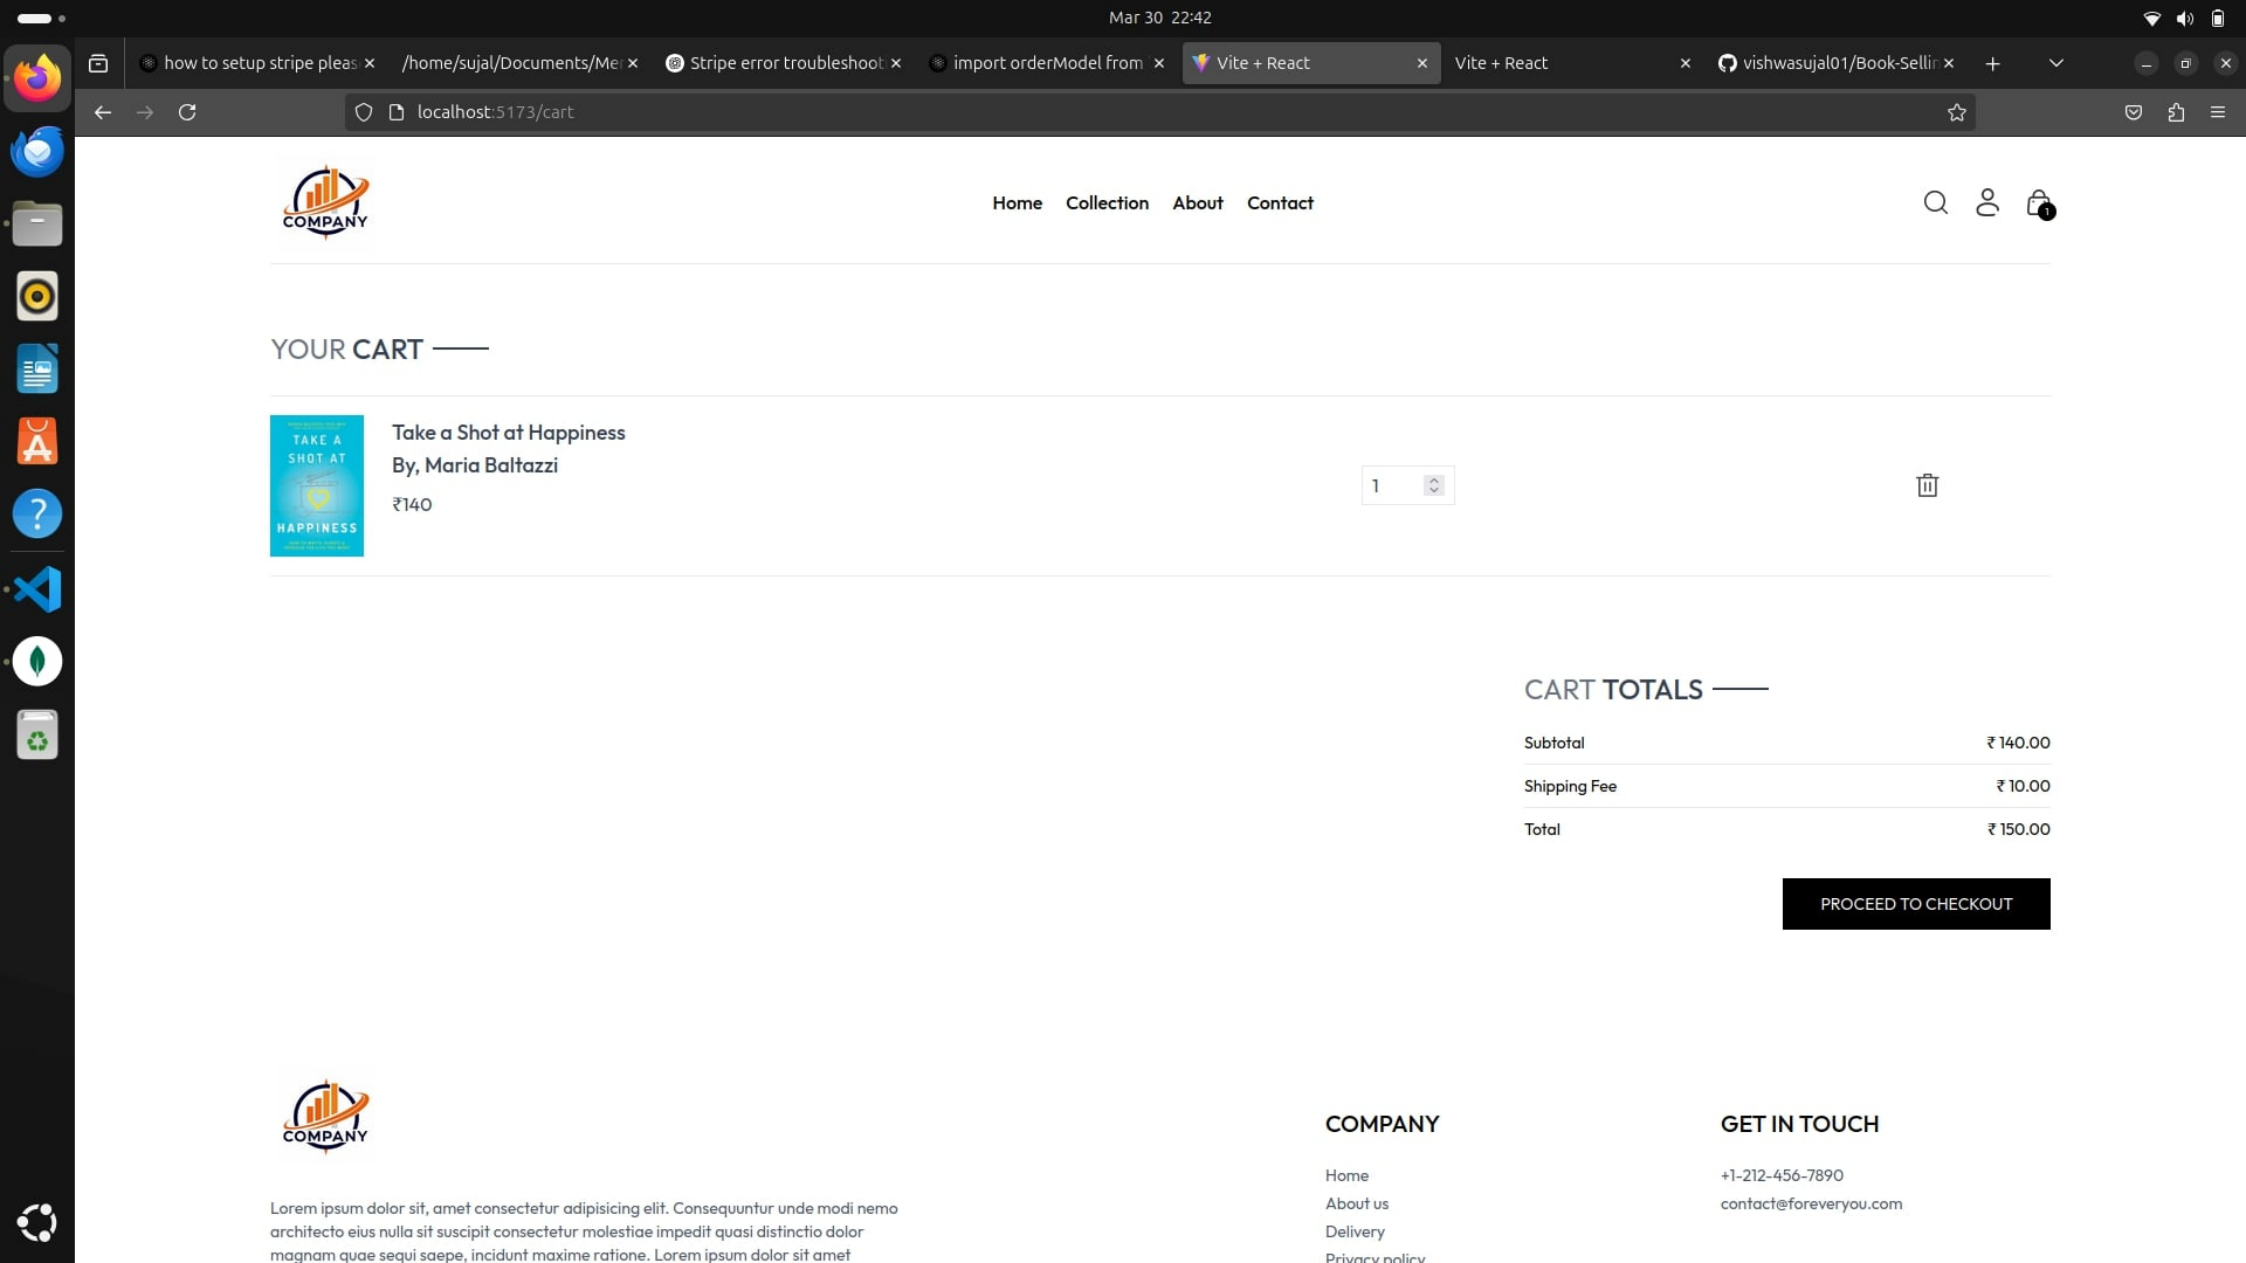 Mar 30 22:42
how to setup stripe pleas
/home/sujal/Documents/Mer
Stripe error troubleshooti
import orderModel from
Vite + React
Vite + React
vishwasujal01/Book-Sellin
localhost:5173/cart
COMPANY
Home Collection About Contact
1
YOUR CART
TAKE A
SHOT AT
HAPPINESS
Take a Shot at Happiness
By, Maria Baltazzi
₹140
1
CART TOTALS
Subtotal ₹ 140.00
Shipping Fee ₹ 10.00
Total ₹ 150.00
PROCEED TO CHECKOUT
COMPANY
Lorem ipsum dolor sit, amet consectetur adipisicing elit. Consequuntur unde modi nemo
architecto eius nulla sit suscipit consectetur molestiae impedit quasi distinctio dolor
magnam quae sequi saepe, incidunt maxime ratione. Lorem ipsum dolor sit amet
COMPANY
Home
About us
Delivery
Privacy policy
GET IN TOUCH
+1-212-456-7890
contact@foreveryou.com